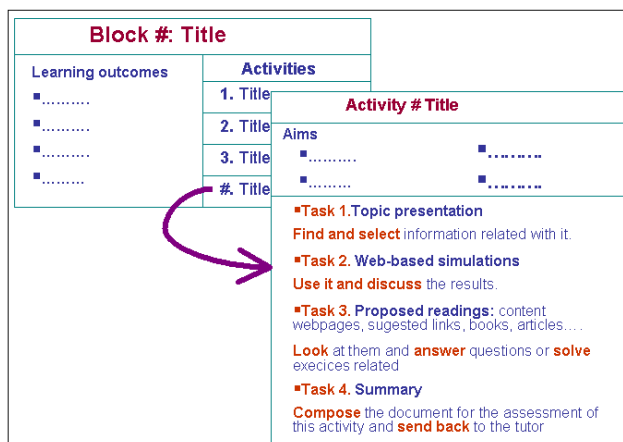 Block #: Title
Learning outcomes
▪..........
▪..........
▪..........
▪.........
Activities
1. Title
2. Title
3. Title
#. Title
Activity # Title
Aims
▪..........
▪.........
▪..........
▪..........
▪Task 1.Topic presentation
Find and select information related with it.
▪Task 2. Web-based simulations
Use it and discuss the results.
▪Task 3. Proposed readings: content
webpages, sugested links, books, articles....
Look at them and answer questions or solve
execices related
▪Task 4. Summary
Compose the document for the assessment of
this activity and send back to the tutor